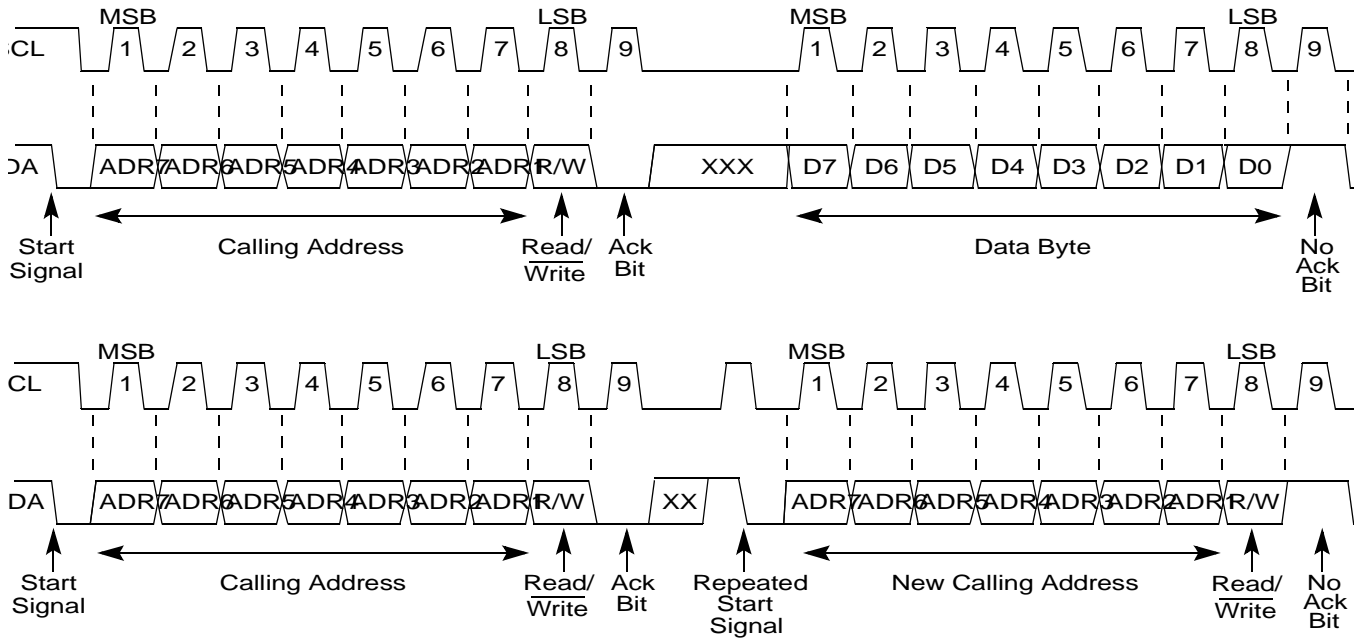 MSB LSB MSB LSB
CL 1 2 3 4 5 6 7 8 9 1 2 3 4 5 6 7 8 9
DA ADR7 ADR6 ADR5 ADR4 ADR3 ADR2 ADR1 R/W XXX D7 D6 D5 D4 D3 D2 D1 D0
Start Signal
Calling Address
Read/
Write
Ack
Bit
Data Byte
No
Ack
Bit
MSB LSB MSB LSB
CL 1 2 3 4 5 6 7 8 9 1 2 3 4 5 6 7 8 9
DA ADR7 ADR6 ADR5 ADR4 ADR3 ADR2 ADR1 R/W XX ADR7 ADR6 ADR5 ADR4 ADR3 ADR2 ADR1 R/W
Start
Signal
Calling Address
Read/
Write
Ack
Bit
Repeated
Start
Signal
New Calling Address
Read/
Write
No
Ack
Bit